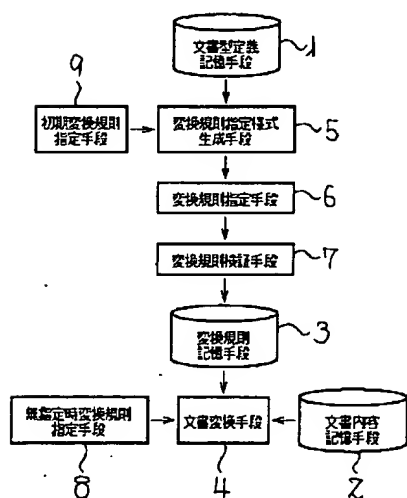 文書型定義
記憶手段
1
9
初期変換規則
指定手段
変換規則指定様式
生成手段
5
変換規則指定手段
6
変換規則検証手段
7
変換規則
記憶手段
3
無指定時変換規則
指定手段
文書変換手段
文書内容
記憶手段
8
4
2